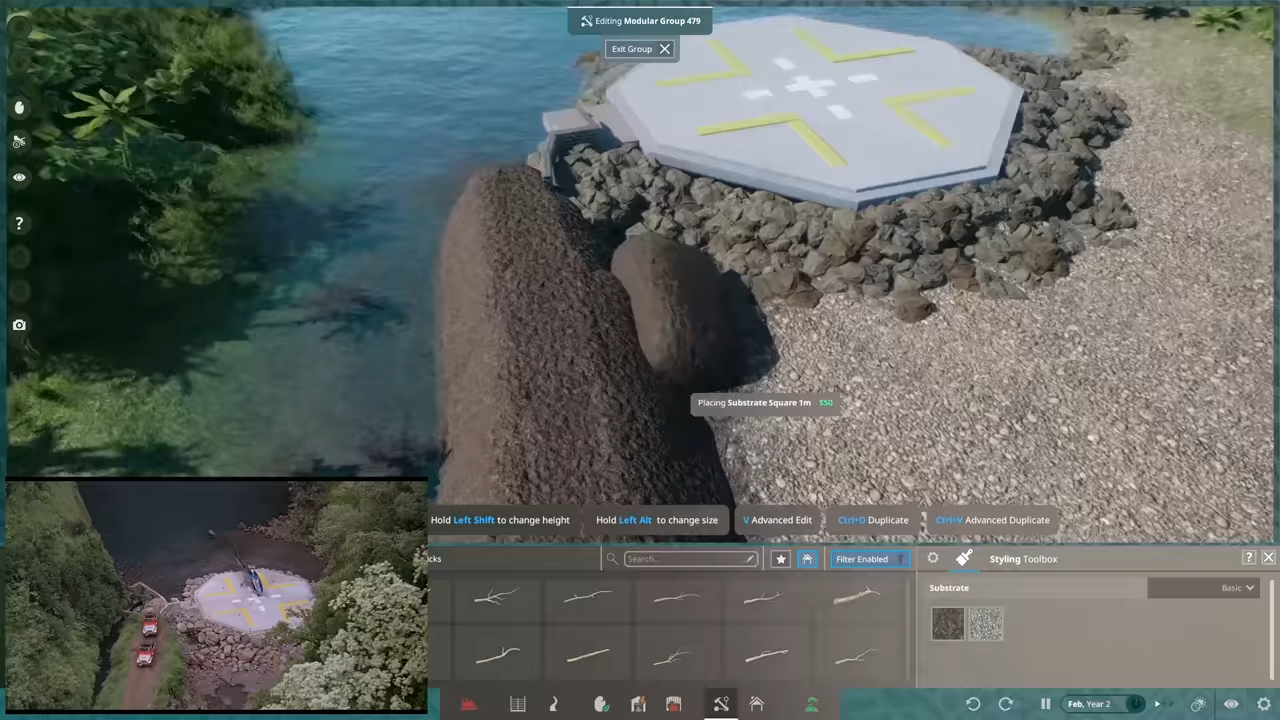 Editing Modular Group 479
Exit Group
?
Placing Substrate Square 1m $50
Hold Left Shift to change height
Hold Left Alt to change size
V Advanced Edit
Ctrl+D Duplicate
Ctrl+V Advanced Duplicate
icks
Search...
Filter Enabled
Styling Toolbox
?
Substrate
Basic
Feb, Year 2